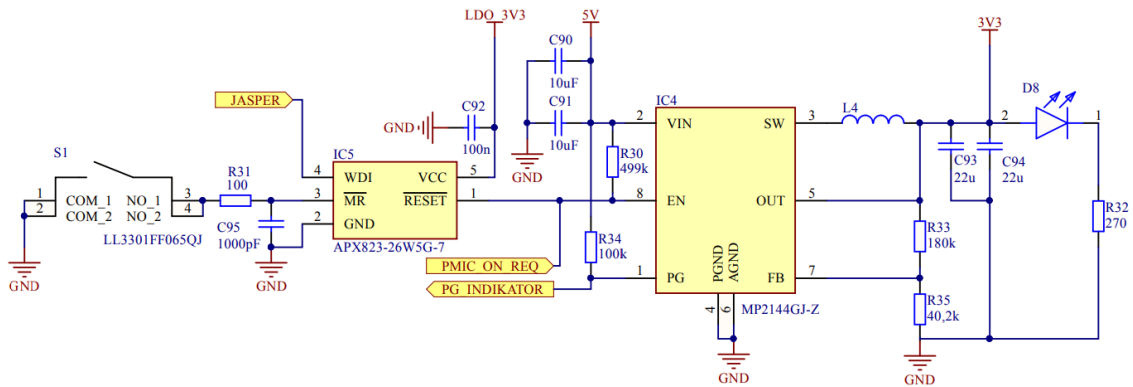 LDO_3V3
5V
3V3
C90
10uF
C91
10uF
C92
100n
GND
GND
JASPER
IC5
4 WDI VCC 5
3 MR RESET 1
2 GND
APX823-26W5G-7
S1
1 COM_1 NO_1 3
2 COM_2 NO_2 4
LL3301FF065QJ
GND
R31
100
C95
1000pF
GND
PMIC_ON_REQ
PG_INDIKATOR
R30
499k
R34
100k
IC4
2 VIN SW 3
8 EN OUT 5
1 PG FB 7
PGND
AGND
4
6
MP2144GJ-Z
GND
L4
C93
22u
C94
22u
D8
2
1
R33
180k
R32
270
R35
40,2k
GND